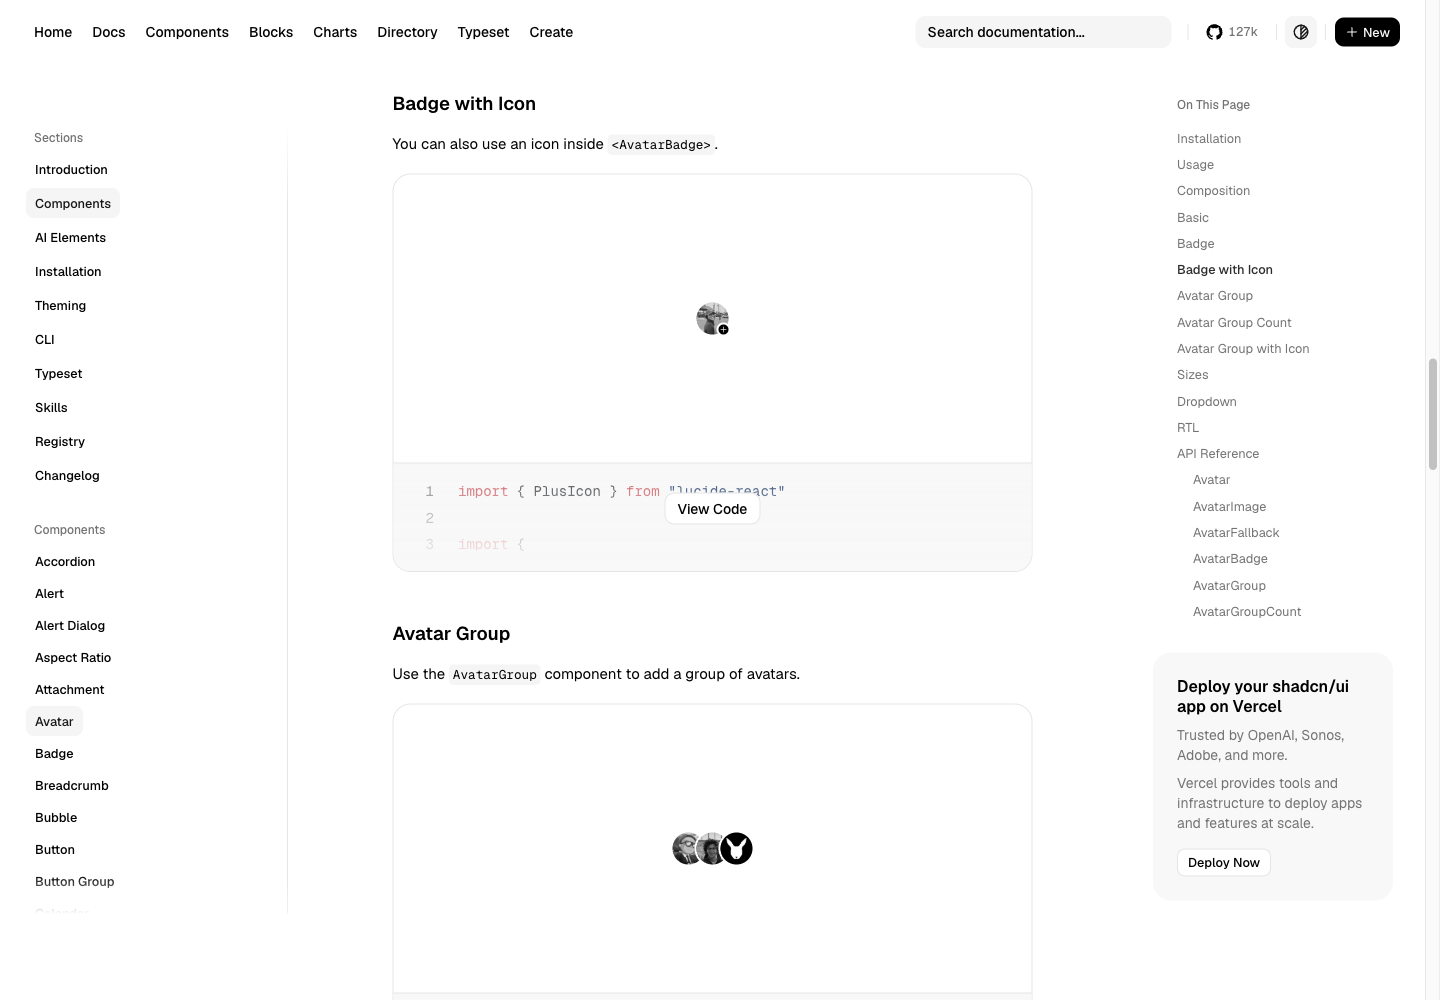 Home Docs Components Blocks Charts Directory Typeset Create
Search documentation...
127k
New
Sections
Introduction
Components
AI Elements
Installation
Theming
CLI
Typeset
Skills
Registry
Changelog
Components
Accordion
Alert
Alert Dialog
Aspect Ratio
Attachment
Avatar
Badge
Breadcrumb
Bubble
Button
Button Group
Calendar
Badge with Icon
You can also use an icon inside <AvatarBadge>.
1 import { PlusIcon } from "lucide-react"
View Code
2
3 import {
Avatar Group
Use the AvatarGroup component to add a group of avatars.
On This Page
Installation
Usage
Composition
Basic
Badge
Badge with Icon
Avatar Group
Avatar Group Count
Avatar Group with Icon
Sizes
Dropdown
RTL
API Reference
Avatar
AvatarImage
AvatarFallback
AvatarBadge
AvatarGroup
AvatarGroupCount
Deploy your shadcn/ui
app on Vercel
Trusted by OpenAI, Sonos,
Adobe, and more.
Vercel provides tools and
infrastructure to deploy apps
and features at scale.
Deploy Now